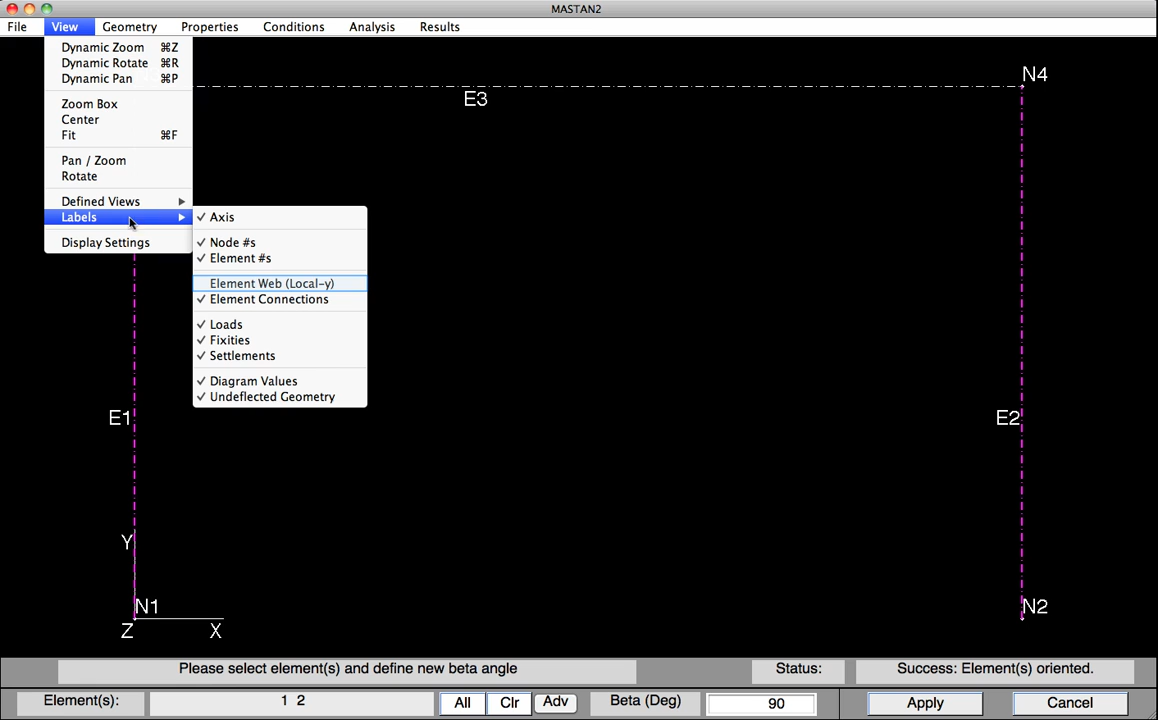 MASTAN2
File View Geometry Properties Conditions Analysis Results
Dynamic Zoom ⌘Z
Dynamic Rotate ⌘R
Dynamic Pan ⌘P
Zoom Box
Center
Fit ⌘F
Pan / Zoom
Rotate
Defined Views
Labels
Display Settings
✓ Axis
✓ Node #s
✓ Element #s
Element Web (Local-y)
✓ Element Connections
✓ Loads
✓ Fixities
✓ Settlements
✓ Diagram Values
✓ Undeflected Geometry
E3
N4
E1
E2
Y
N1
N2
Z X
Please select element(s) and define new beta angle Status: Success: Element(s) oriented.
Element(s): 1 2 All Clr Adv Beta (Deg) 90 Apply Cancel